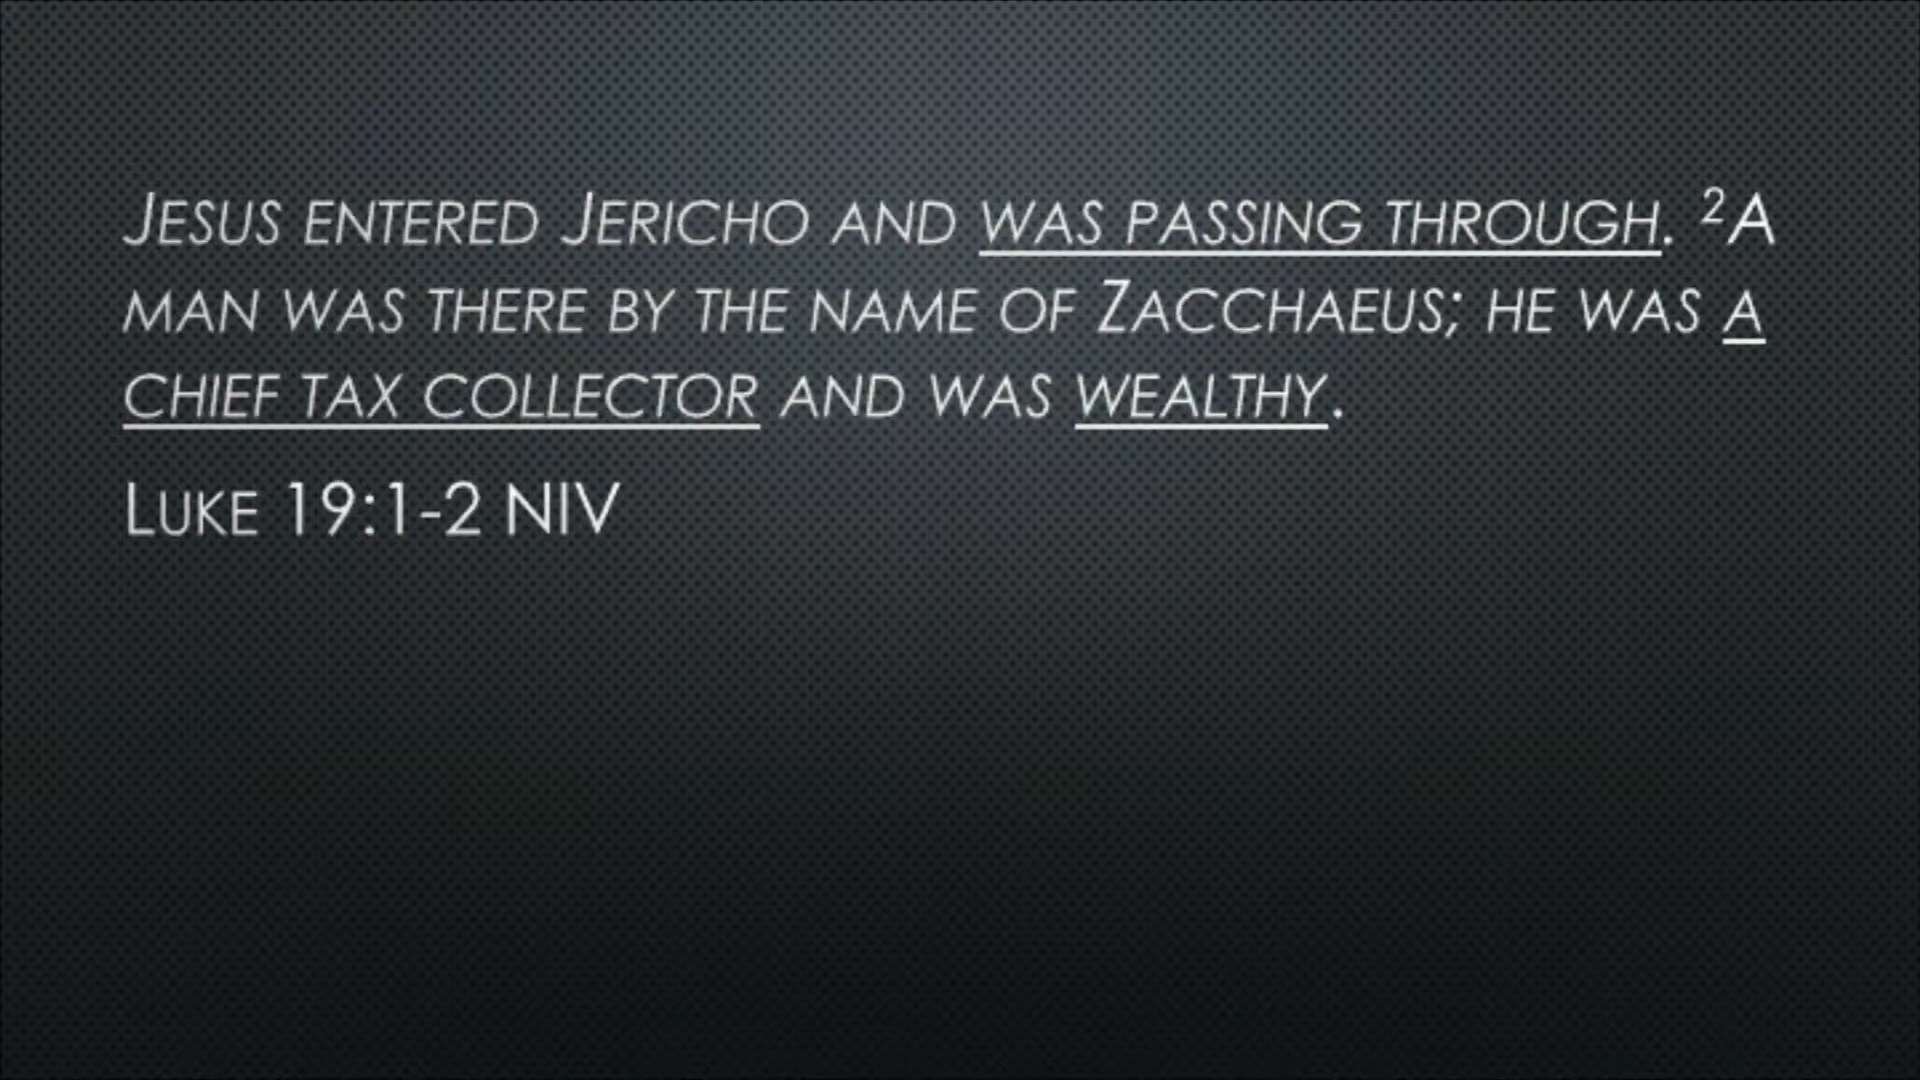 Jesus entered Jericho and was passing through. ²A
man was there by the name of Zacchaeus; he was a
chief tax collector and was wealthy.
Luke 19:1-2 NIV